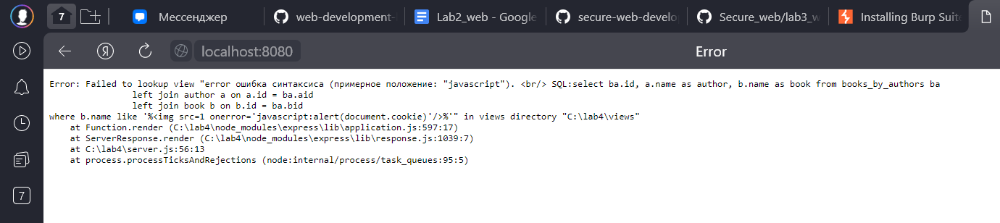 7
Мессенджер
web-development-
Lab2_web - Google
secure-web-develo
Secure_web/lab3_w
Installing Burp Suite
Я
localhost:8080
Error
Error: Failed to lookup view "error ошибка синтаксиса (примерное положение: "javascript"). <br/> SQL:select ba.id, a.name as author, b.name as book from books_by_authors ba
left join author a on a.id = ba.aid
left join book b on b.id = ba.bid
where b.name like '%<img src=1 onerror='javascript:alert(document.cookie)'/>%'" in views directory "C:\lab4\views"
at Function.render (C:\lab4\node_modules\express\lib\application.js:597:17)
at ServerResponse.render (C:\lab4\node_modules\express\lib\response.js:1039:7)
at C:\lab4\server.js:56:13
at process.processTicksAndRejections (node:internal/process/task_queues:95:5)
7